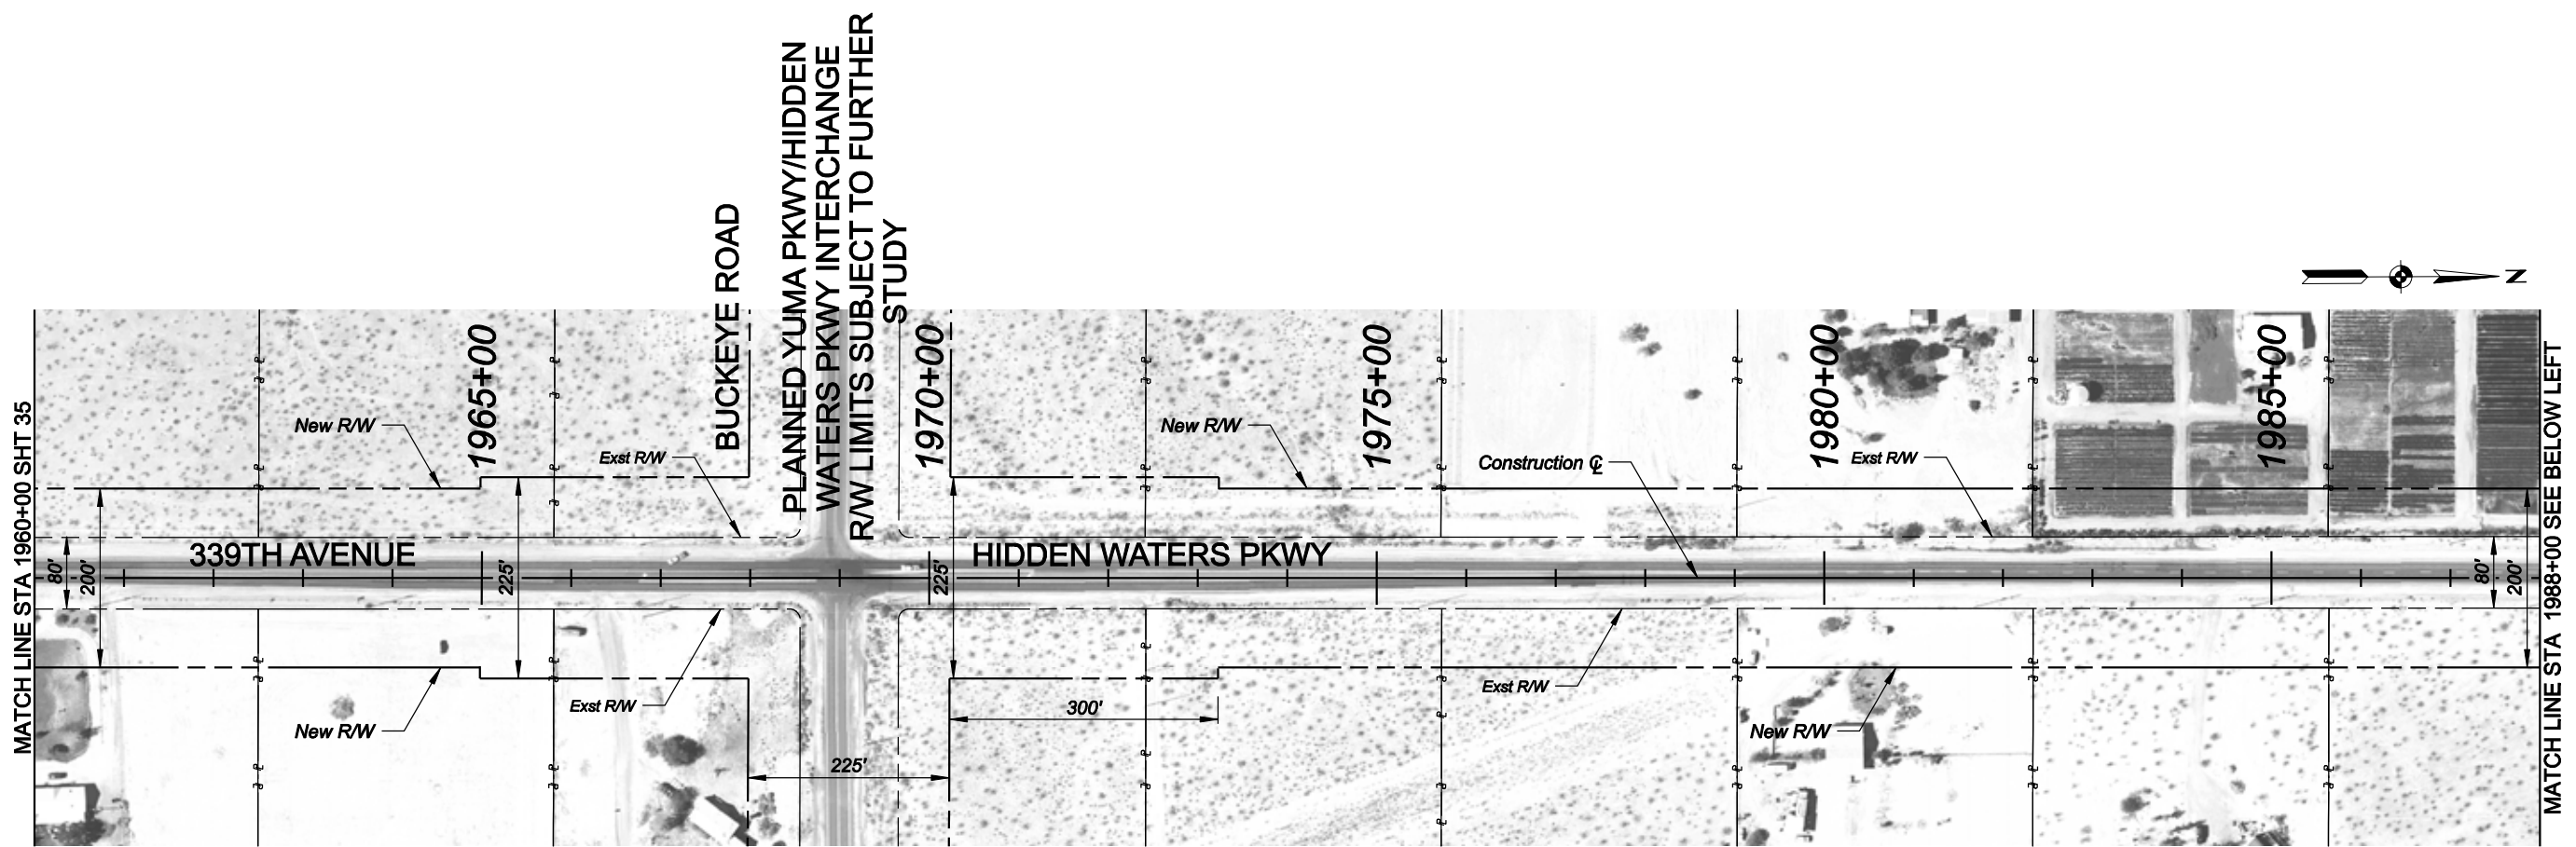 PLANNED YUMA PKWY/HIDDEN
WATERS PKWY INTERCHANGE
R/W LIMITS SUBJECT TO FURTHER
STUDY
BUCKEYE ROAD
N
1965+00
1970+00
1975+00
1980+00
1985+00
MATCH LINE STA 1960+00 SHT 35
MATCH LINE STA 1988+00 SEE BELOW LEFT
New R/W
Exst R/W
New R/W
Construction ℄
Exst R/W
339TH AVENUE
HIDDEN WATERS PKWY
80'
200'
225'
225'
80'
200'
New R/W
Exst R/W
300'
Exst R/W
New R/W
225'